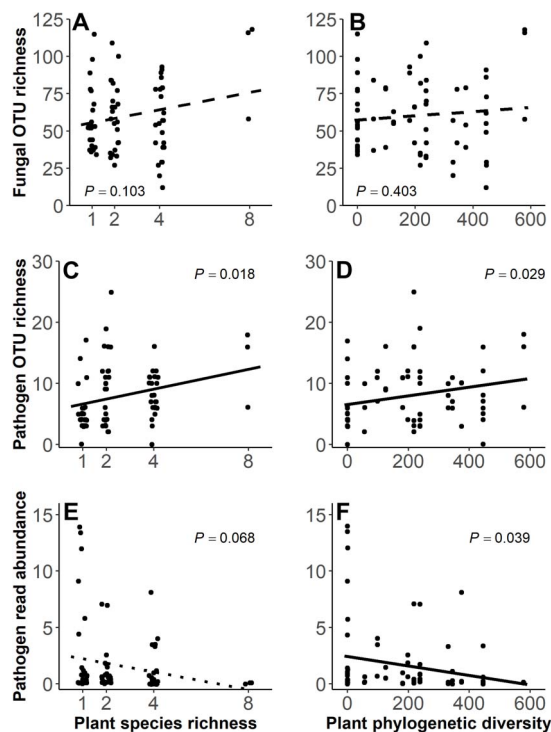 A
Fungal OTU richness
125
100
75
50
25
0
P = 0.103
1 2 4 8
B
125
100
75
50
25
0
P = 0.403
0 200 400 600
C
Pathogen OTU richness
30
20
10
0
P = 0.018
1 2 4 8
D
30
20
10
0
P = 0.029
0 200 400 600
E
Pathogen read abundance
15
10
5
0
P = 0.068
1 2 4 8
Plant species richness
F
15
10
5
0
P = 0.039
0 200 400 600
Plant phylogenetic diversity